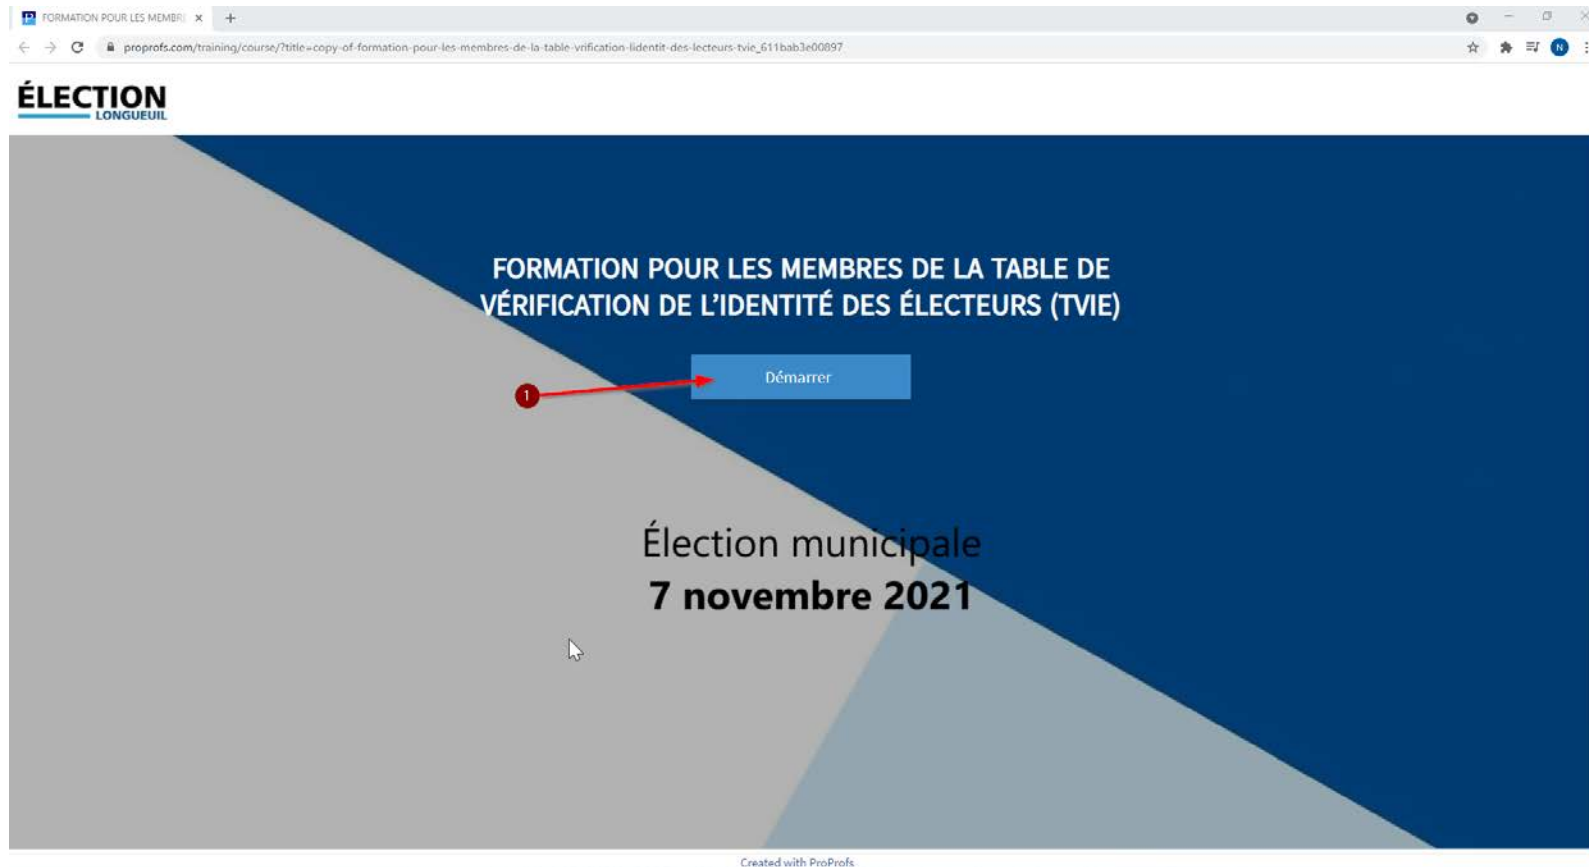 FORMATION POUR LES MEMBRE
proprofs.com/training/course/?title=copy-of-formation-pour-les-membres-de-la-table-vrification-lidentit-des-lecteurs-tvie_611bab3e00897
N
ÉLECTION
LONGUEUIL
FORMATION POUR LES MEMBRES DE LA TABLE DE
VÉRIFICATION DE L'IDENTITÉ DES ÉLECTEURS (TVIE)
Démarrer
1
Élection municipale
7 novembre 2021
Created with ProProfs